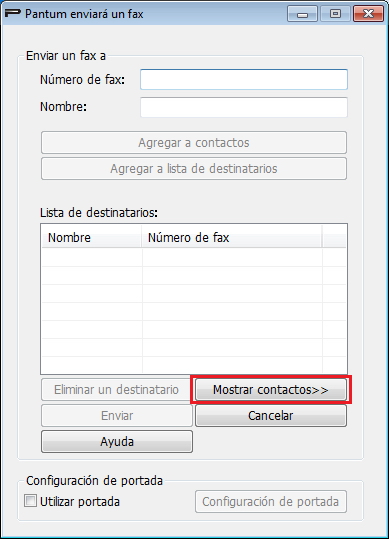 Pantum enviará un fax
Enviar un fax a
Número de fax:
Nombre:
Agregar a contactos
Agregar a lista de destinatarios
Lista de destinatarios:
Nombre Número de fax
Eliminar un destinatario Mostrar contactos>>
Enviar Cancelar
Ayuda
Configuración de portada
Utilizar portada Configuración de portada